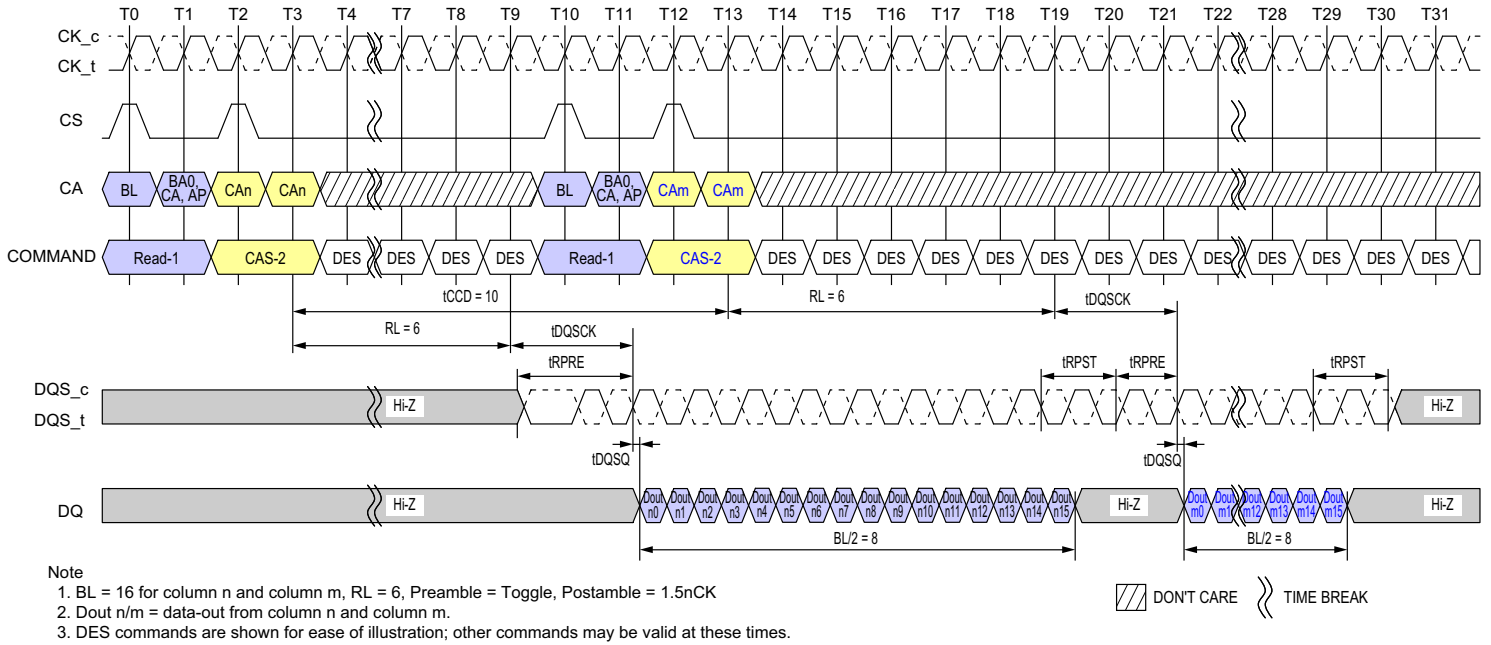 T0 T1 T2 T3 T4 T7 T8 T9 T10 T11 T12 T13 T14 T15 T16 T17 T18 T19 T20 T21 T22 T28 T29 T30 T31
CK_c
CK_t
CS
CA BL BA0, CA, AP CAn CAn BL BA0, CA, AP CAm CAm
COMMAND Read-1 CAS-2 DES DES DES DES Read-1 CAS-2 DES DES DES DES DES DES DES DES DES DES DES DES DES
tCCD = 10 RL = 6 tDQSCK
RL = 6 tDQSCK
tRPRE tRPST tRPRE tRPST
DQS_c
DQS_t
Hi-Z Hi-Z
tDQSQ tDQSQ
DQ Hi-Z Dout n0 Dout n1 Dout n2 Dout n3 Dout n4 Dout n5 Dout n6 Dout n7 Dout n8 Dout n9 Dout n10 Dout n11 Dout n12 Dout n13 Dout n14 Dout n15 Hi-Z Dout m0 Dout m1 Dout m12 Dout m13 Dout m14 Dout m15 Hi-Z
BL/2 = 8 BL/2 = 8
Note
1. BL = 16 for column n and column m, RL = 6, Preamble = Toggle, Postamble = 1.5nCK
2. Dout n/m = data-out from column n and column m.
3. DES commands are shown for ease of illustration; other commands may be valid at these times.
DON'T CARE TIME BREAK